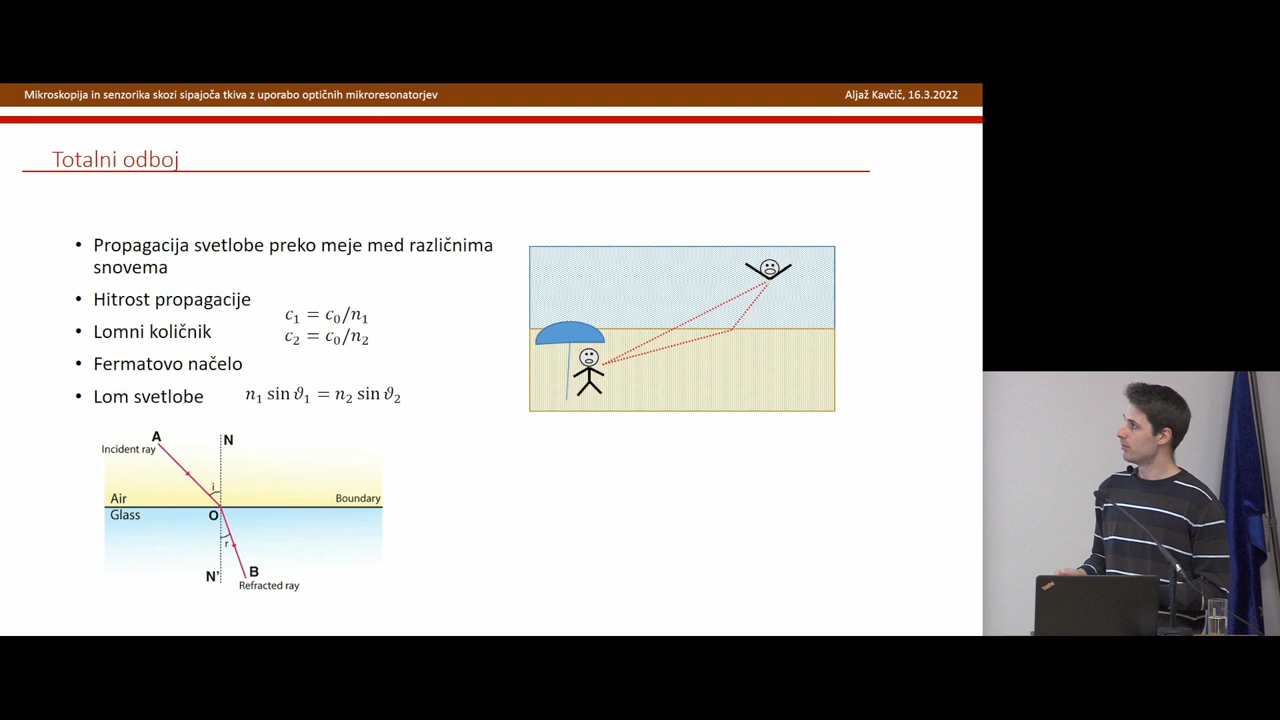 Mikroskopija in senzorika skozi sipajoča tkiva z uporabo optičnih mikroresonatorjev
Aljaž Kavčič, 16.3.2022
Totalni odboj
• Propagacija svetlobe preko meje med različnima
snovema
• Hitrost propagacije
c₁ = c₀/n₁
• Lomni količnik
c₂ = c₀/n₂
• Fermatovo načelo
• Lom svetlobe
n₁ sin ϑ₁ = n₂ sin ϑ₂
A
N
Incident ray
i
Air
Boundary
Glass
O
r
N'
B
Refracted ray